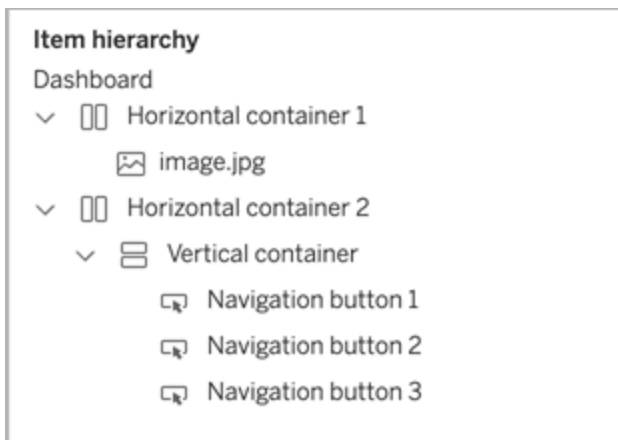 Item hierarchy
Dashboard
Horizontal container 1
image.jpg
Horizontal container 2
Vertical container
Navigation button 1
Navigation button 2
Navigation button 3